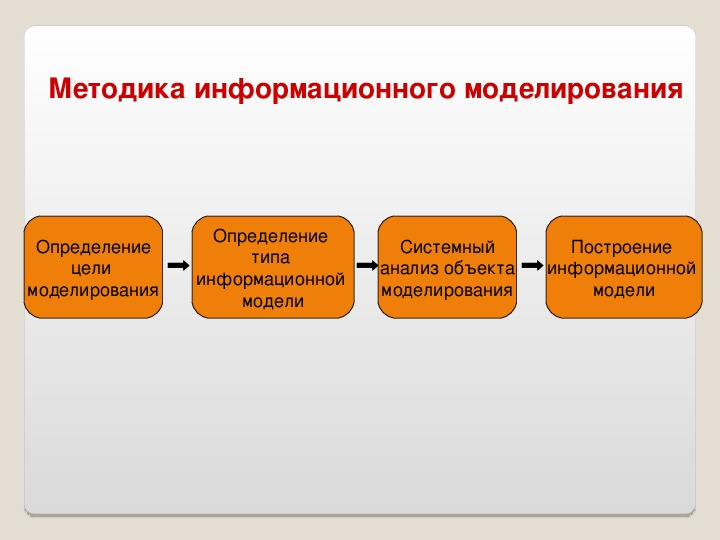 Методика информационного моделирования
Определение
цели
моделирования
Определение
типа
информационной
модели
Системный
анализ объекта
моделирования
Построение
информационной
модели